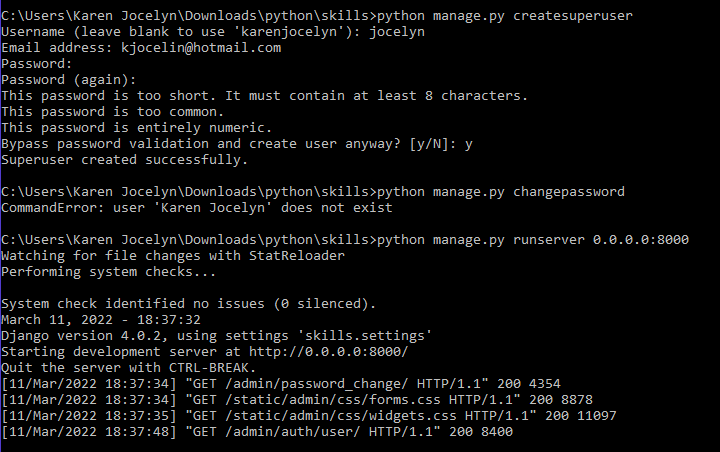 C:\Users\Karen Jocelyn\Downloads\python\skills>python manage.py createsuperuser
Username (leave blank to use 'karenjocelyn'): jocelyn
Email address: kjocelin@hotmail.com
Password:
Password (again):
This password is too short. It must contain at least 8 characters.
This password is too common.
This password is entirely numeric.
Bypass password validation and create user anyway? [y/N]: y
Superuser created successfully.
C:\Users\Karen Jocelyn\Downloads\python\skills>python manage.py changepassword
CommandError: user 'Karen Jocelyn' does not exist
C:\Users\Karen Jocelyn\Downloads\python\skills>python manage.py runserver 0.0.0.0:8000
Watching for file changes with StatReloader
Performing system checks...
System check identified no issues (0 silenced).
March 11, 2022 - 18:37:32
Django version 4.0.2, using settings 'skills.settings'
Starting development server at http://0.0.0.0:8000/
Quit the server with CTRL-BREAK.
[11/Mar/2022 18:37:34] "GET /admin/password_change/ HTTP/1.1" 200 4354
[11/Mar/2022 18:37:34] "GET /static/admin/css/forms.css HTTP/1.1" 200 8878
[11/Mar/2022 18:37:35] "GET /static/admin/css/widgets.css HTTP/1.1" 200 11097
[11/Mar/2022 18:37:48] "GET /admin/auth/user/ HTTP/1.1" 200 8400